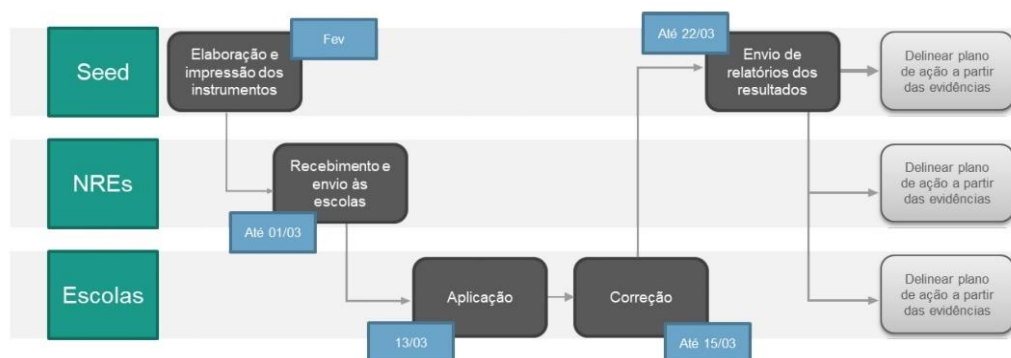 Seed
Elaboração e
impressão dos
instrumentos
Fev
Até 22/03
Envio de
relatórios dos
resultados
Delinear plano
de ação a partir
das evidências
NREs
Recebimento e
envio às
escolas
Até 01/03
Delinear plano
de ação a partir
das evidências
Escolas
Aplicação
13/03
Correção
Até 15/03
Delinear plano
de ação a partir
das evidências